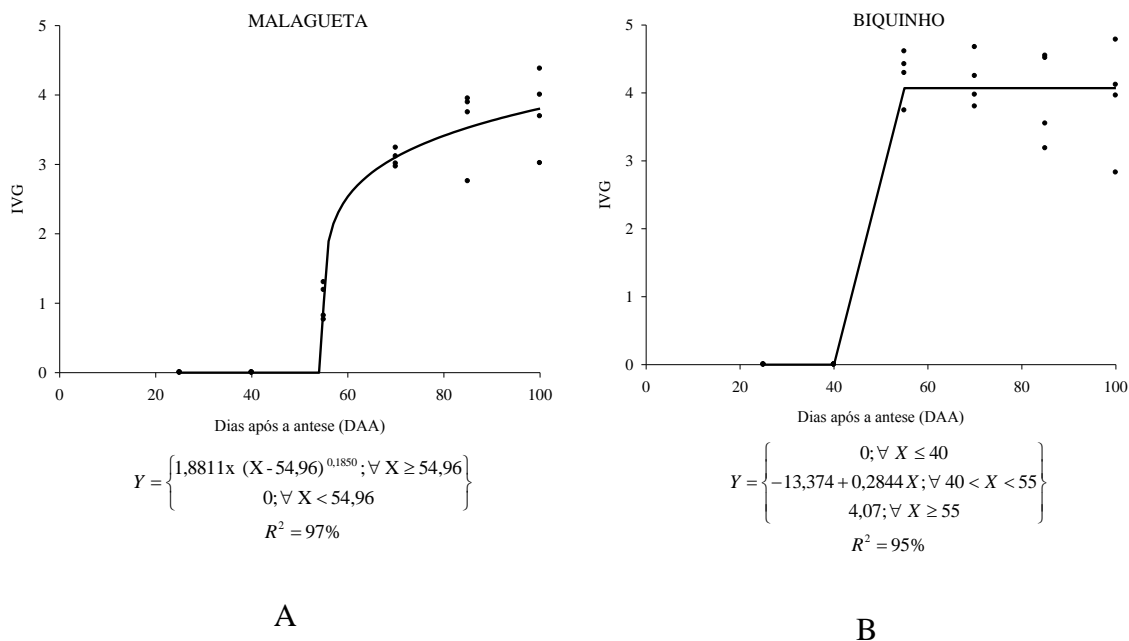 MALAGUETA
5
4
3
2
1
0
IVG
0 20 40 60 80 100
Dias após a antese (DAA)
Y = {1,8811x (X - 54,96)^0,1850 ; ∀ X ≥ 54,96
0; ∀ X < 54,96}
R² = 97%
A
BIQUINHO
5
4
3
2
1
0
IVG
0 20 40 60 80 100
Dias após a antese (DAA)
0; ∀ X ≤ 40
Y = {−13,374 + 0,2844 X ; ∀ 40 < X < 55}
4,07; ∀ X ≥ 55
R² = 95%
B